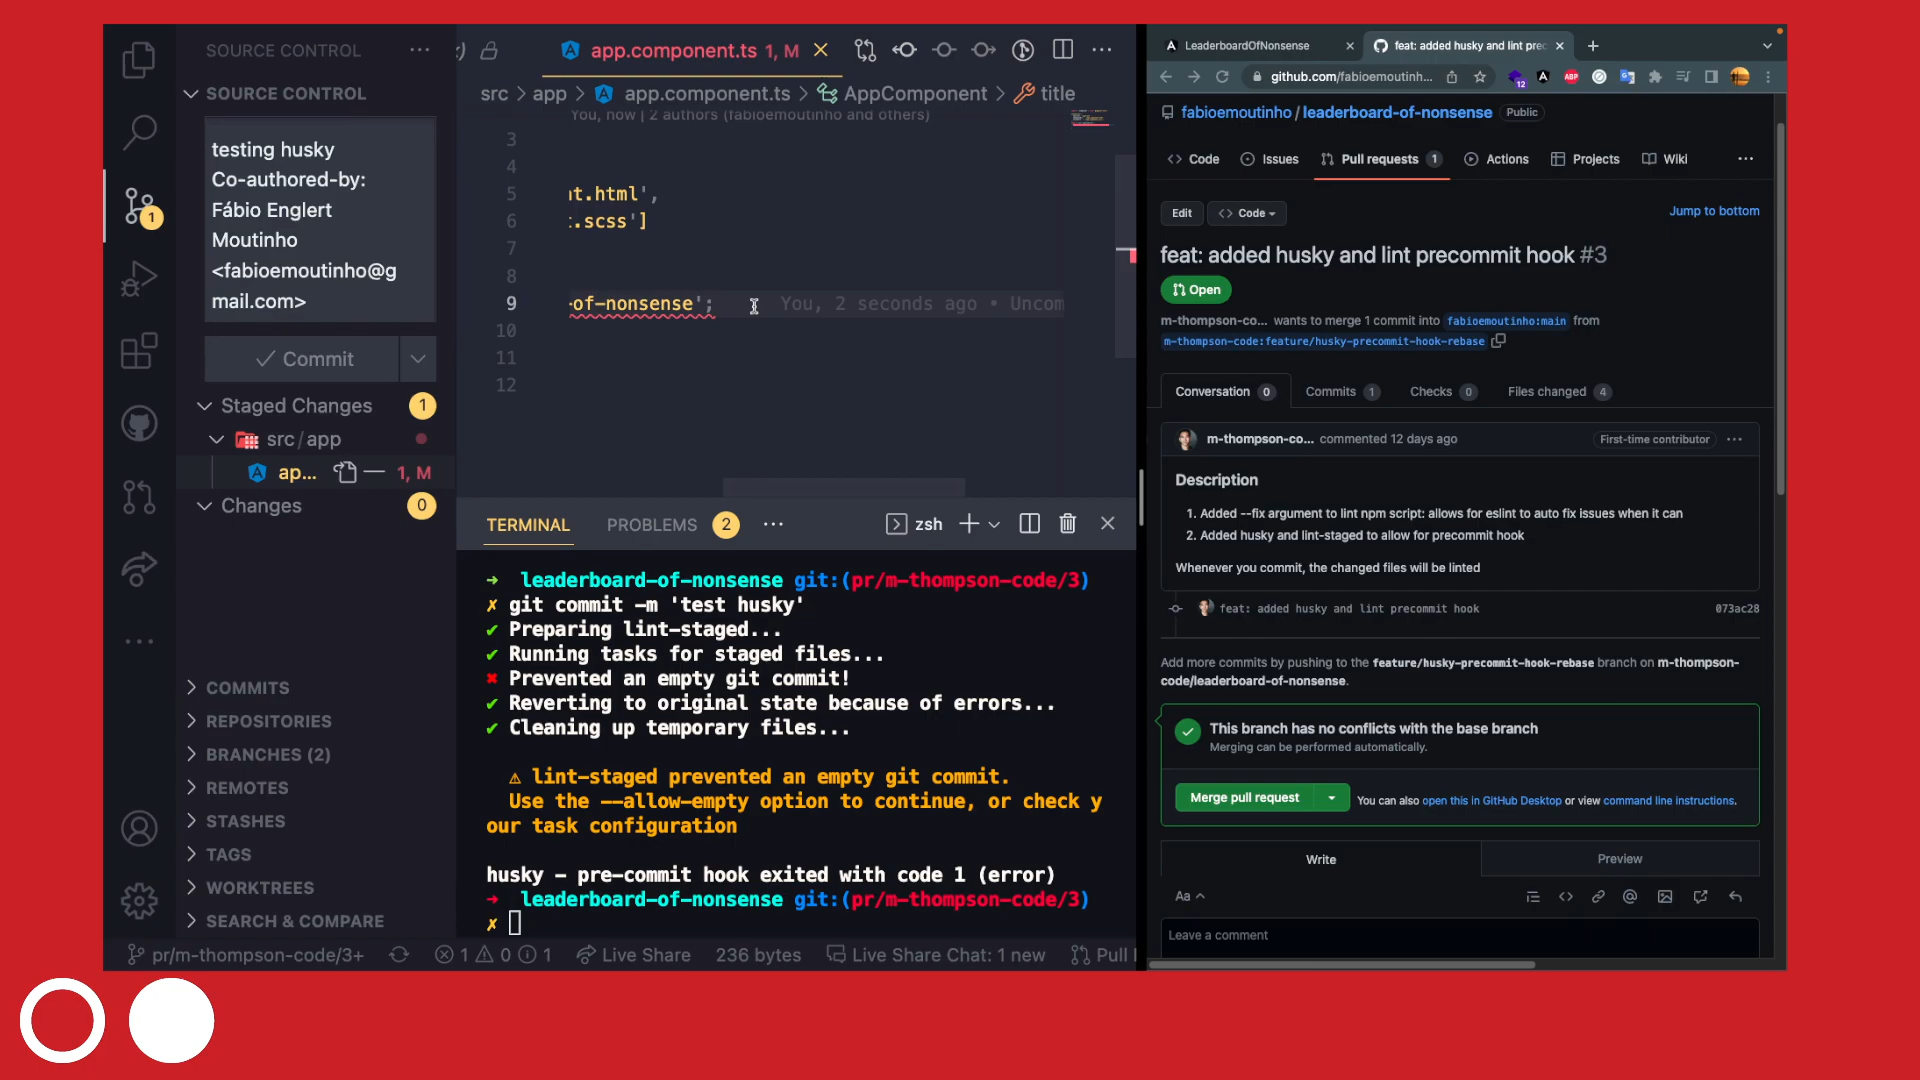 SOURCE CONTROL
SOURCE CONTROL
testing husky
Co-authored-by:
Fábio Englert
Moutinho
<fabioemoutinho@g
mail.com>
Commit
Staged Changes 1
src/app
ap... 1, M
Changes 0
COMMITS
REPOSITORIES
BRANCHES (2)
REMOTES
STASHES
TAGS
WORKTREES
SEARCH & COMPARE
1
app.component.ts 1, M
src > app > app.component.ts > AppComponent > title
You, now | 2 authors (fabioemoutinho and others)
3
4
5 nt.html',
6 :.scss']
7
8
9 -of-nonsense'; You, 2 seconds ago • Uncom
10
11
12
TERMINAL PROBLEMS 2 ... zsh
➜ leaderboard-of-nonsense git:(pr/m-thompson-code/3)
✗ git commit -m 'test husky'
✔ Preparing lint-staged...
✔ Running tasks for staged files...
✖ Prevented an empty git commit!
✔ Reverting to original state because of errors...
✔ Cleaning up temporary files...
⚠ lint-staged prevented an empty git commit.
Use the --allow-empty option to continue, or check y
our task configuration
husky - pre-commit hook exited with code 1 (error)
➜ leaderboard-of-nonsense git:(pr/m-thompson-code/3)
✗
pr/m-thompson-code/3+ 1 0 1 Live Share 236 bytes Live Share Chat: 1 new Pull
LeaderboardOfNonsense feat: added husky and lint prec
github.com/fabioemoutinh... 12 ABP
fabioemoutinho / leaderboard-of-nonsense Public
Code Issues Pull requests 1 Actions Projects Wiki ...
Edit Code Jump to bottom
feat: added husky and lint precommit hook #3
Open
m-thompson-co... wants to merge 1 commit into fabioemoutinho:main from
m-thompson-code:feature/husky-precommit-hook-rebase
Conversation 0 Commits 1 Checks 0 Files changed 4
m-thompson-co... commented 12 days ago First-time contributor ...
Description
1. Added --fix argument to lint npm script: allows for eslint to auto fix issues when it can
2. Added husky and lint-staged to allow for precommit hook
Whenever you commit, the changed files will be linted
feat: added husky and lint precommit hook 073ac28
Add more commits by pushing to the feature/husky-precommit-hook-rebase branch on m-thompson-
code/leaderboard-of-nonsense.
This branch has no conflicts with the base branch
Merging can be performed automatically.
Merge pull request You can also open this in GitHub Desktop or view command line instructions.
Write Preview
Aa
Leave a comment